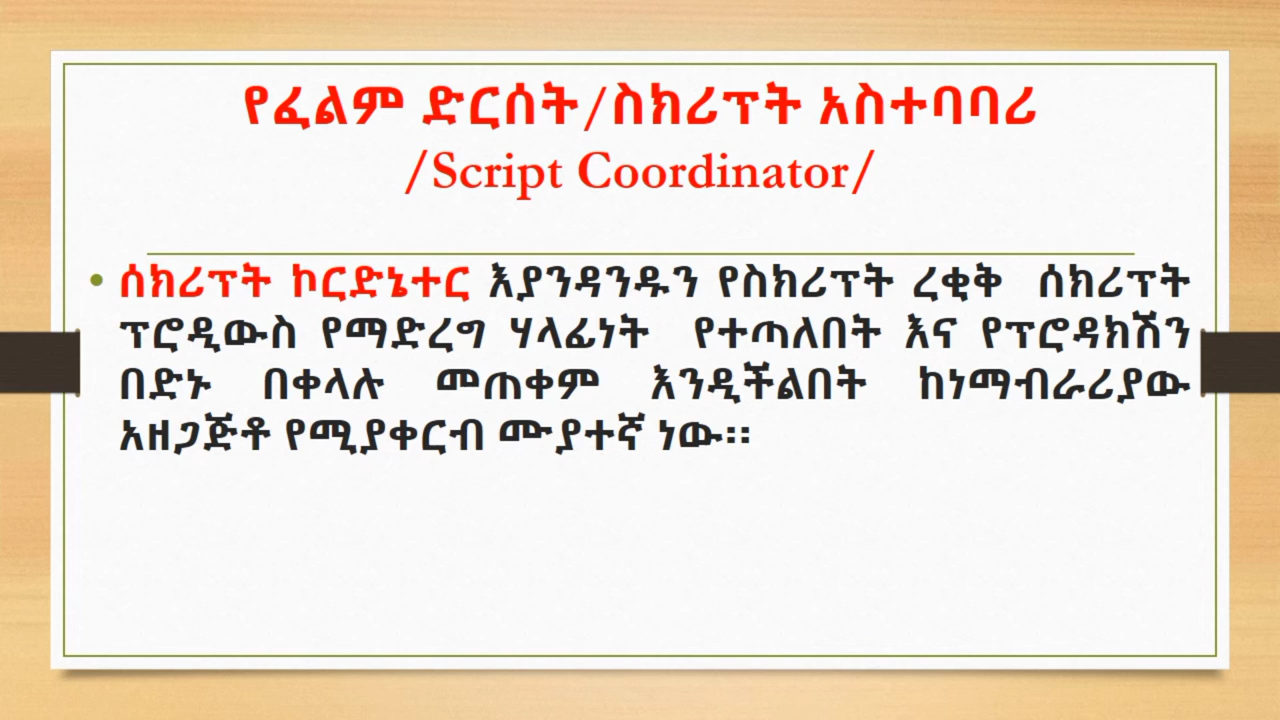 የፈልም ድርሰት/ስክሪፕት አስተባባሪ
/Script Coordinator/
• ሰክሪፕት ኮርድኔተር እያንዳንዱን የስክሪፕት ረቂቅ ሰክሪፕት
ፕሮዲውስ የማድረግ ሃላፊነት የተጣለበት እና የፕሮዳክሽን
በድኑ በቀላሉ መጠቀም እንዲችልበት ከነማብራሪያው
አዘጋጅቶ የሚያቀርብ ሙያተኛ ነው፡፡